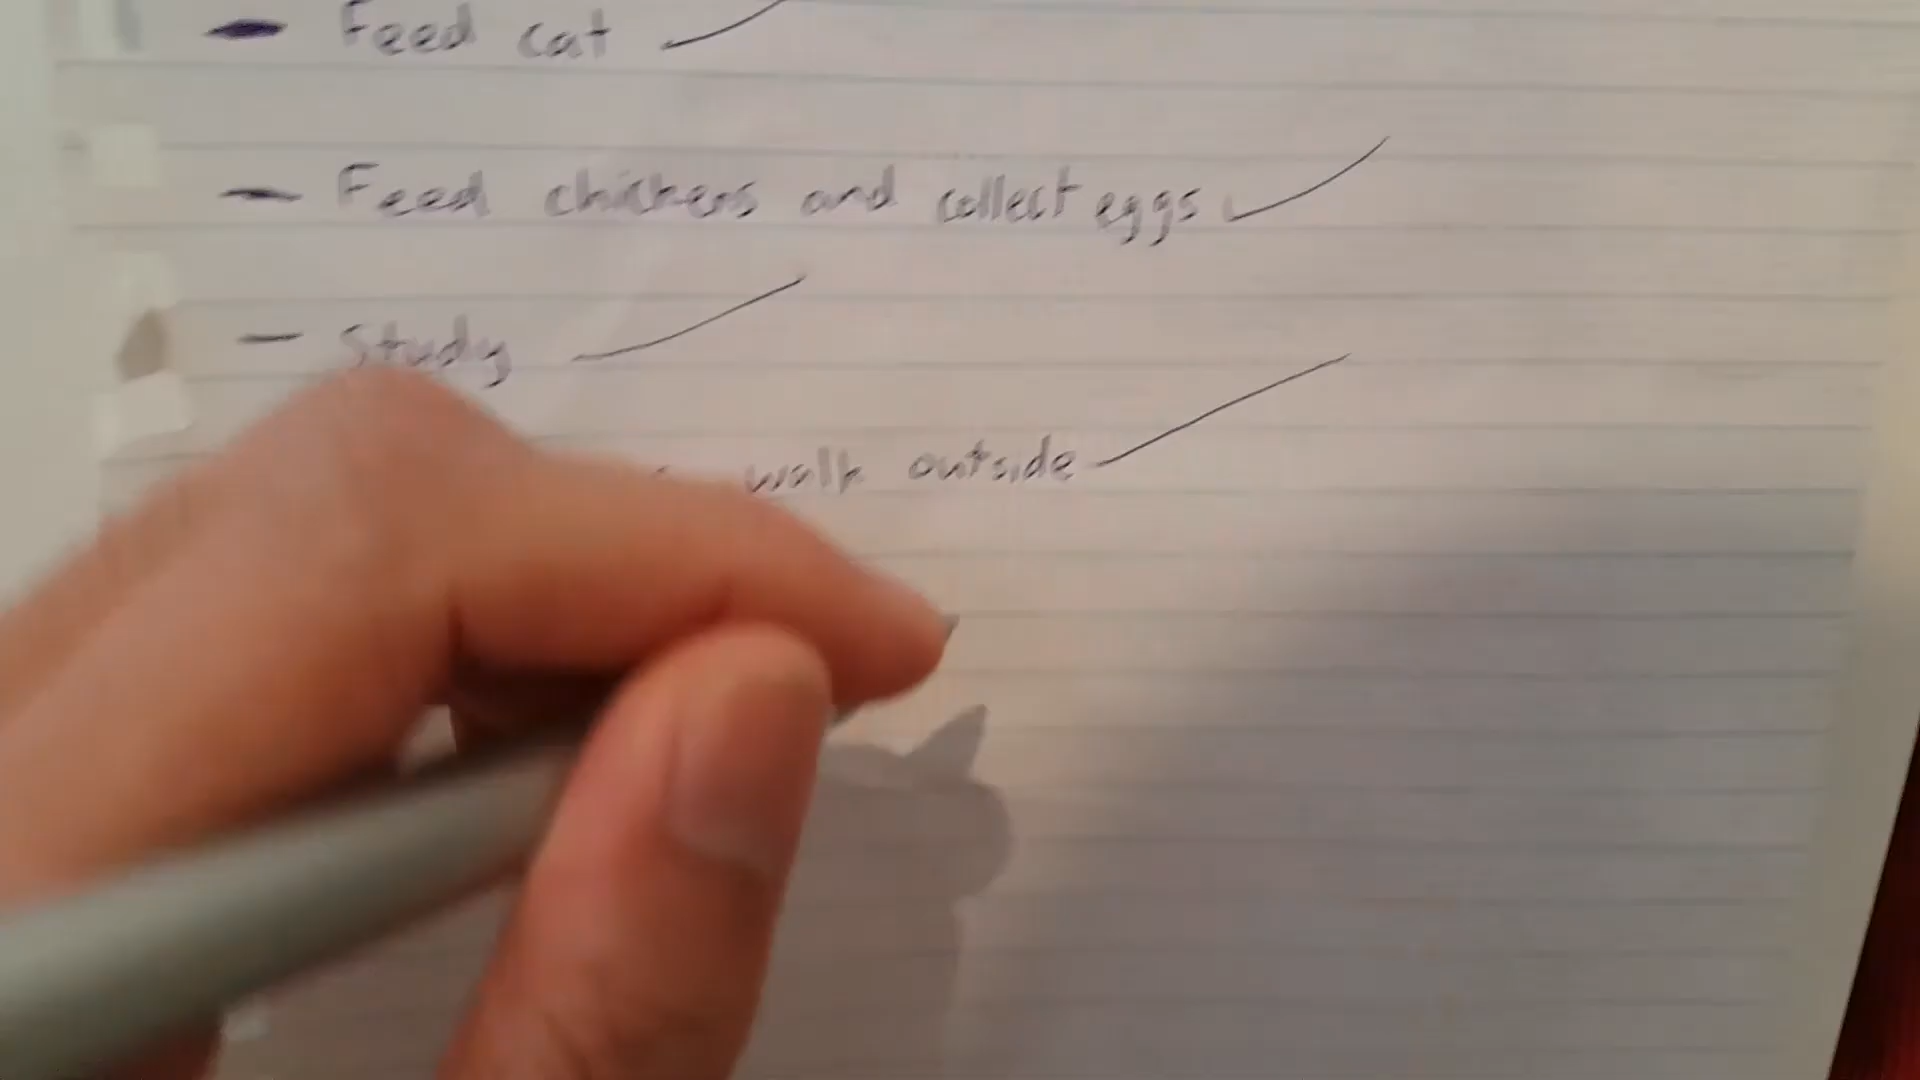 - Feed cat
- Feed chickens and collect eggs
- Study
walk outside